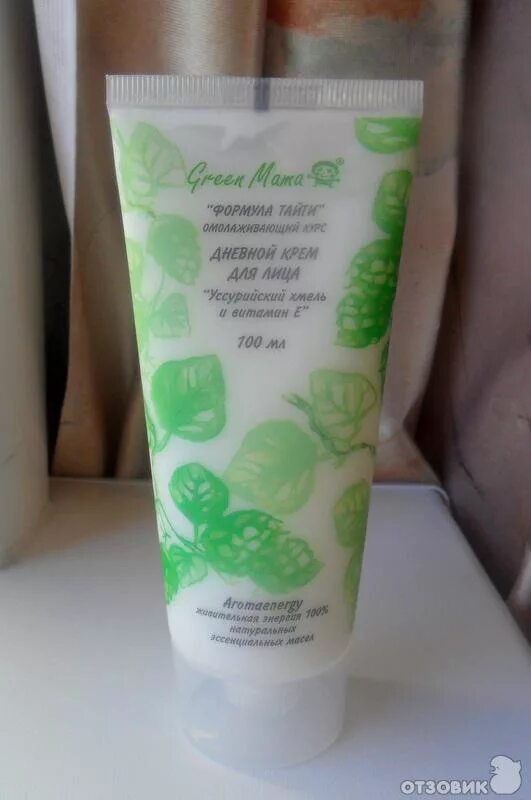 Green Mama®
"ФОРМУЛА ТАЙГИ"
ОМОЛАЖИВАЮЩИЙ КУРС
ДНЕВНОЙ КРЕМ
ДЛЯ ЛИЦА
"Уссурийский хмель
и витамин Е"
100 мл
Aromaenergy
живительная энергия 100%
натуральных
эссенциальных масел
ОТЗОВИК